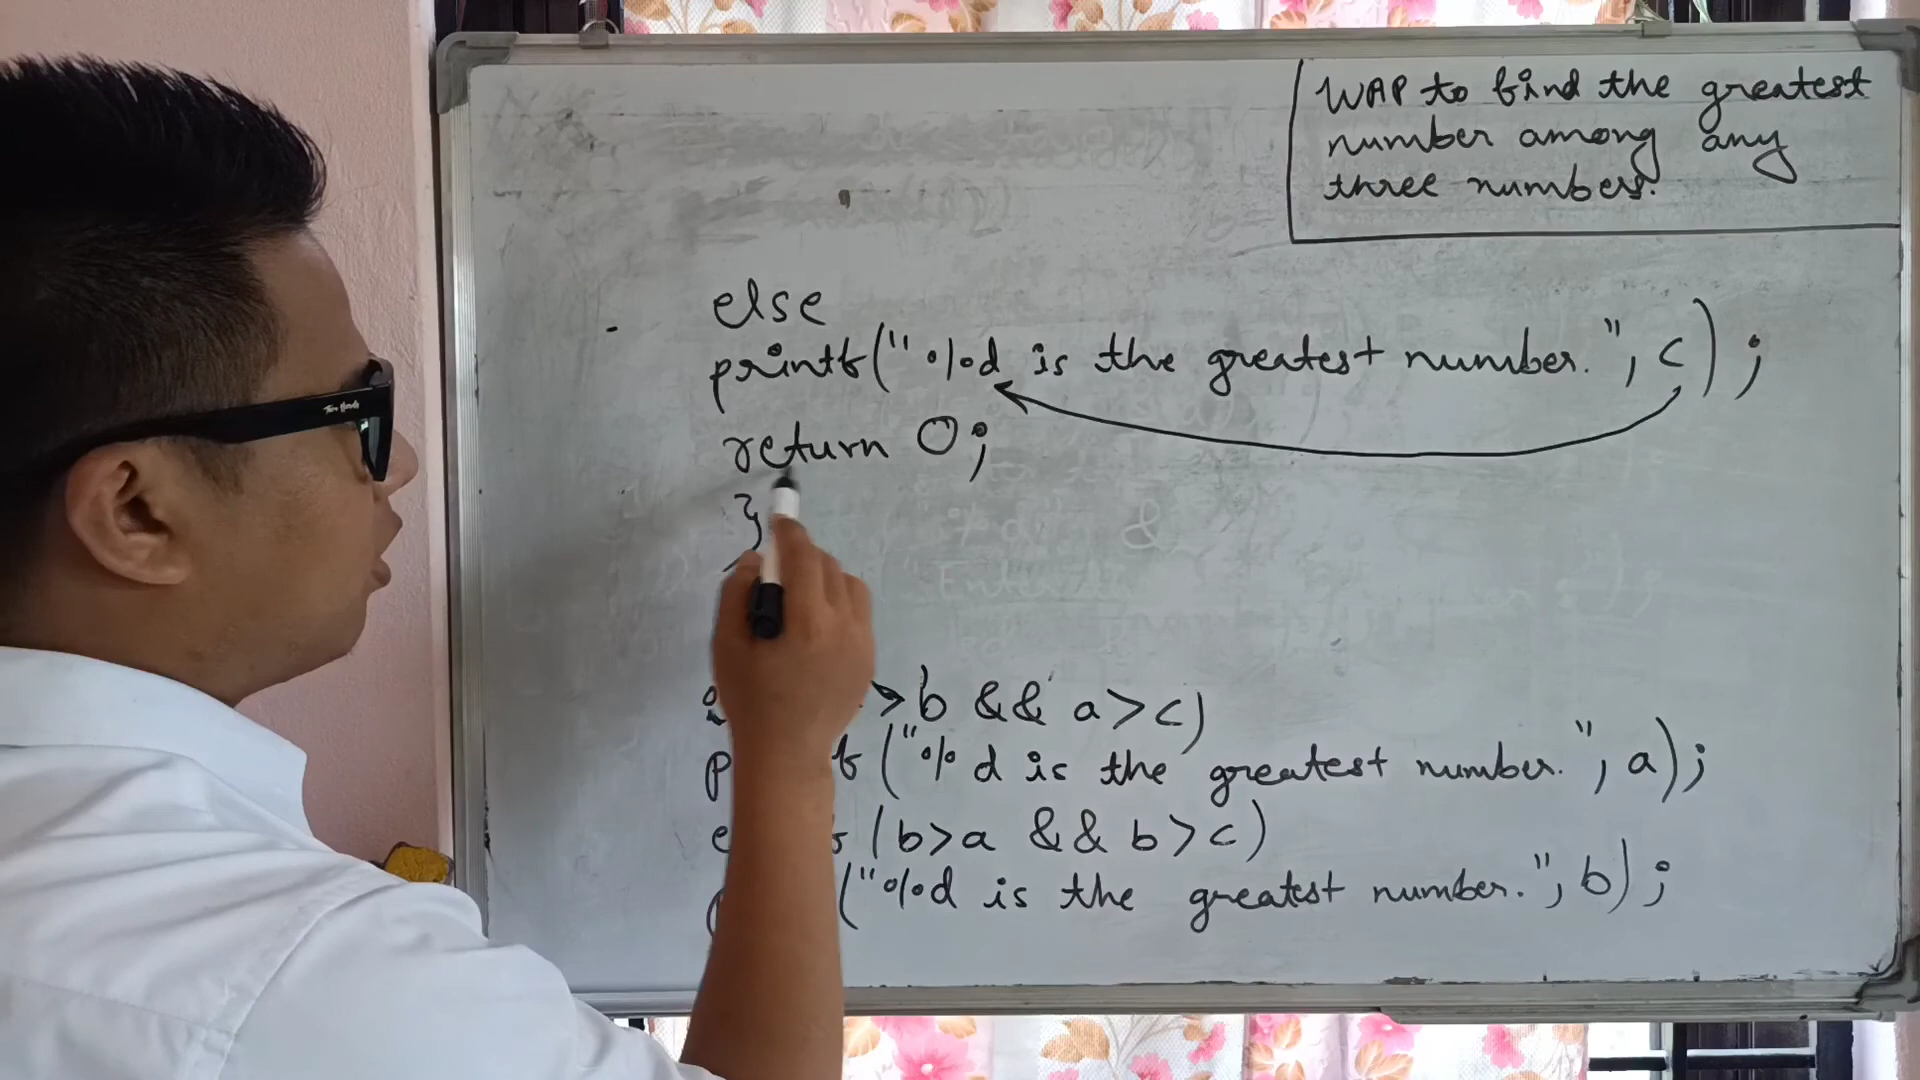 WAP to find the greatest
number among any
three numbers.
else
printf("%d is the greatest number.", c);
return 0;
}
>b && a>c)
("%d is the greatest number.", a);
(b>a && b>c)
("%d is the greatest number.", b);